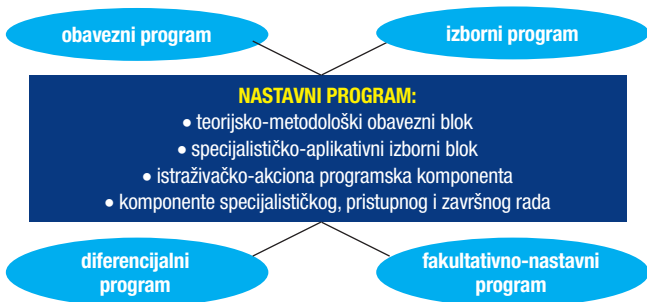 obavezni program
izborni program
NASTAVNI PROGRAM:
• teorijsko-metodološki obavezni blok
• specijalističko-aplikativni izborni blok
• istraživačko-akciona programska komponenta
• komponente specijalističkog, pristupnog i završnog rada
diferencijalni
program
fakultativno-nastavni
program